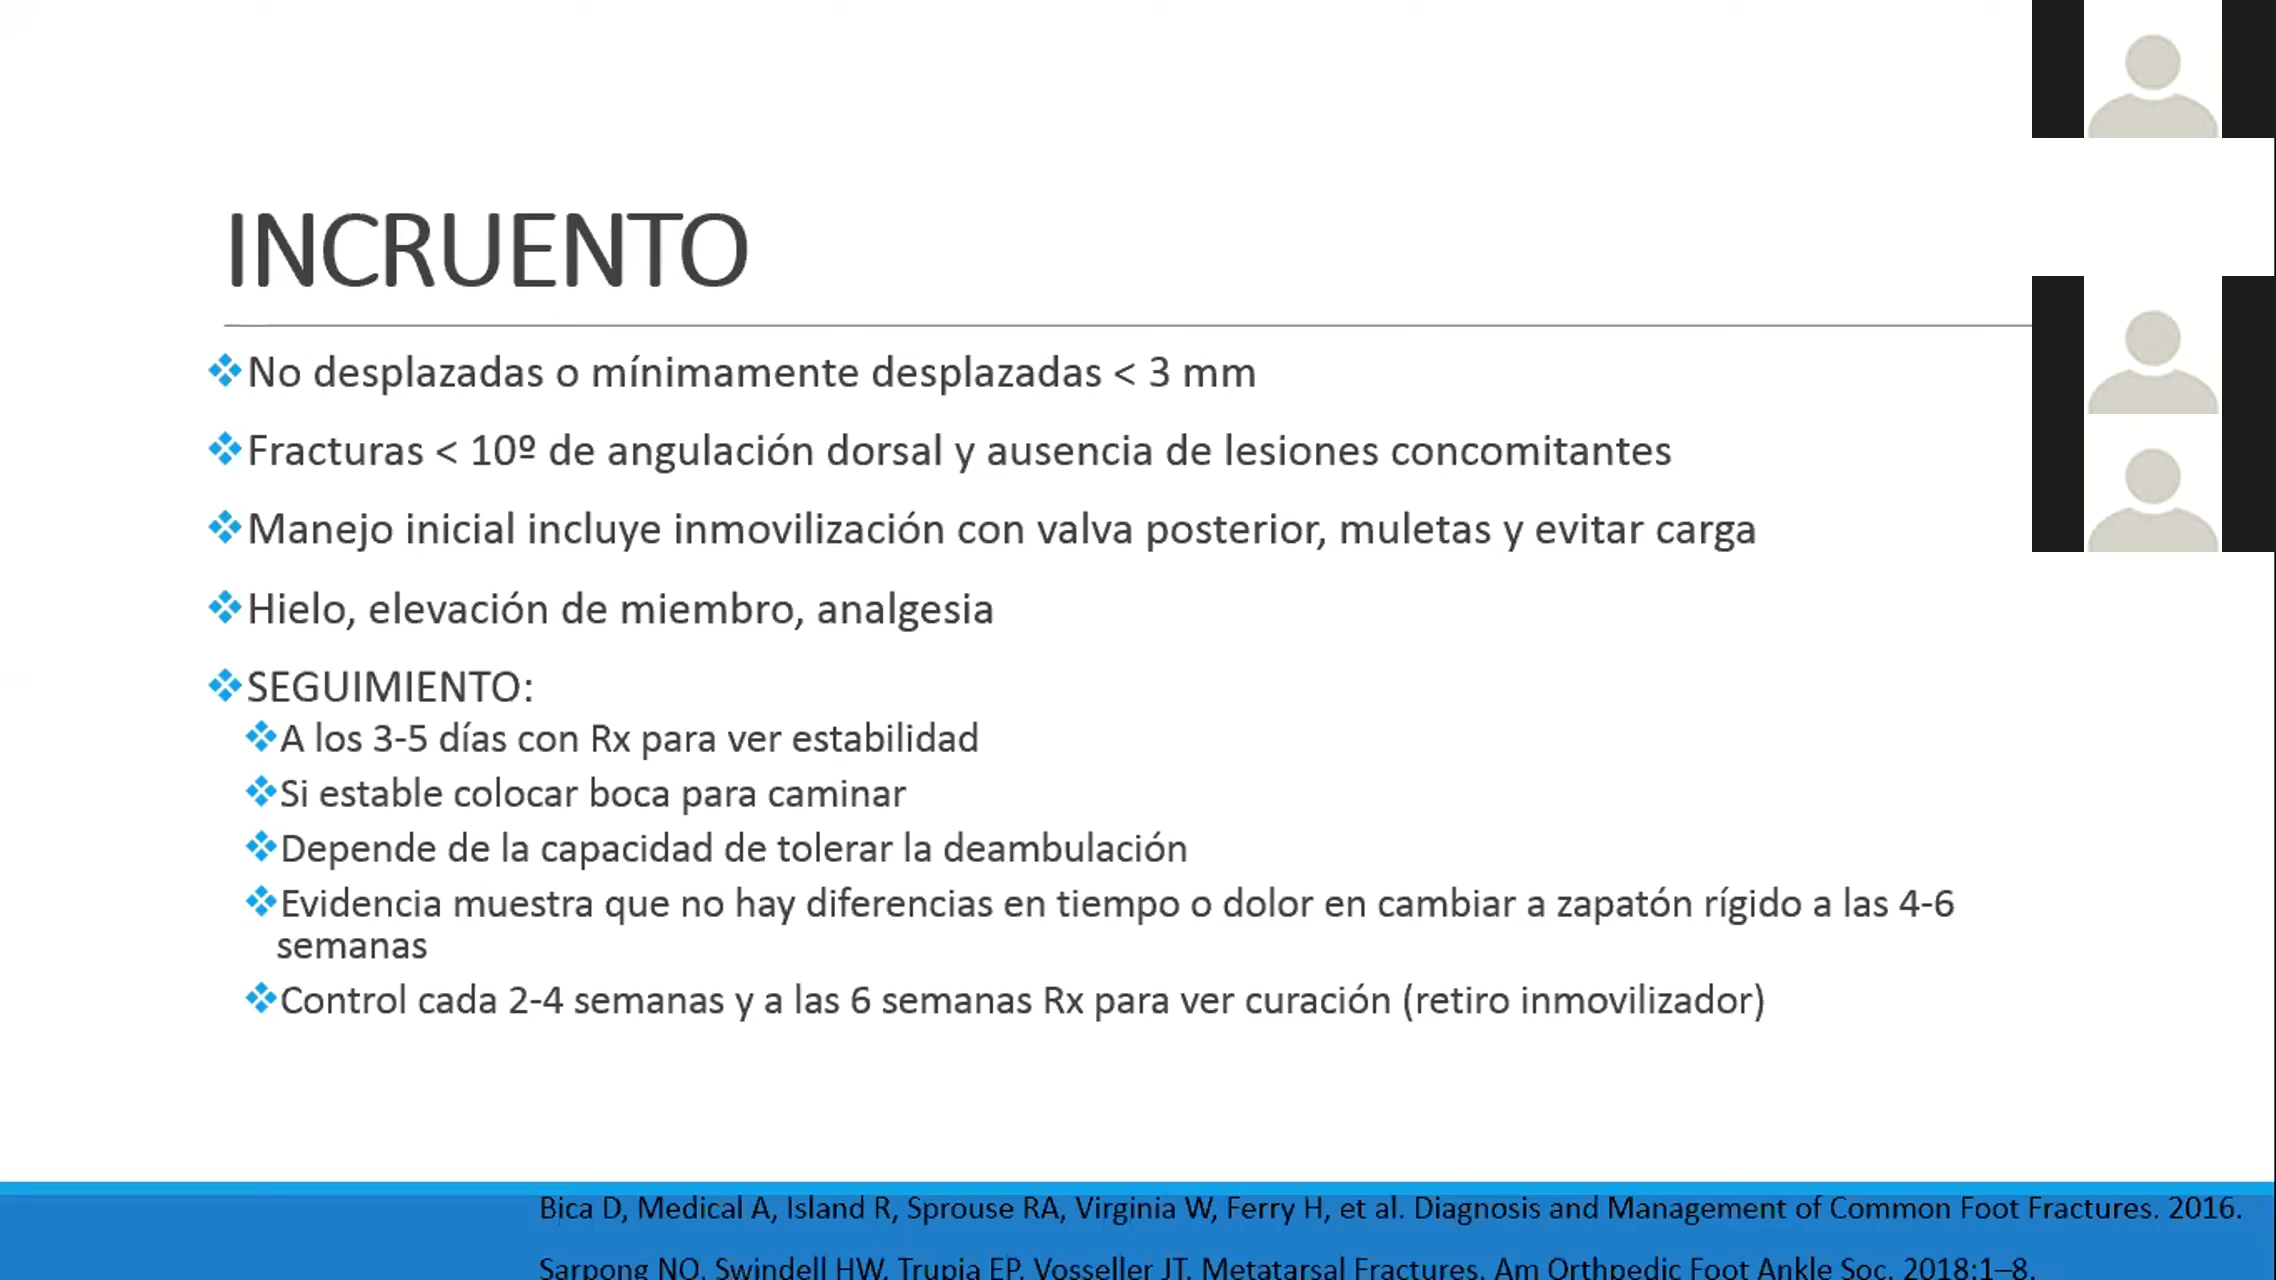 INCRUENTO
No desplazadas o mínimamente desplazadas < 3 mm
Fracturas < 10º de angulación dorsal y ausencia de lesiones concomitantes
Manejo inicial incluye inmovilización con valva posterior, muletas y evitar carga
Hielo, elevación de miembro, analgesia
SEGUIMIENTO:
A los 3-5 días con Rx para ver estabilidad
Si estable colocar boca para caminar
Depende de la capacidad de tolerar la deambulación
Evidencia muestra que no hay diferencias en tiempo o dolor en cambiar a zapatón rígido a las 4-6
semanas
Control cada 2-4 semanas y a las 6 semanas Rx para ver curación (retiro inmovilizador)
Bica D, Medical A, Island R, Sprouse RA, Virginia W, Ferry H, et al. Diagnosis and Management of Common Foot Fractures. 2016.
Sarpong NO, Swindell HW, Trupia EP, Vosseller JT. Metatarsal Fractures. Am Orthpedic Foot Ankle Soc. 2018:1–8.